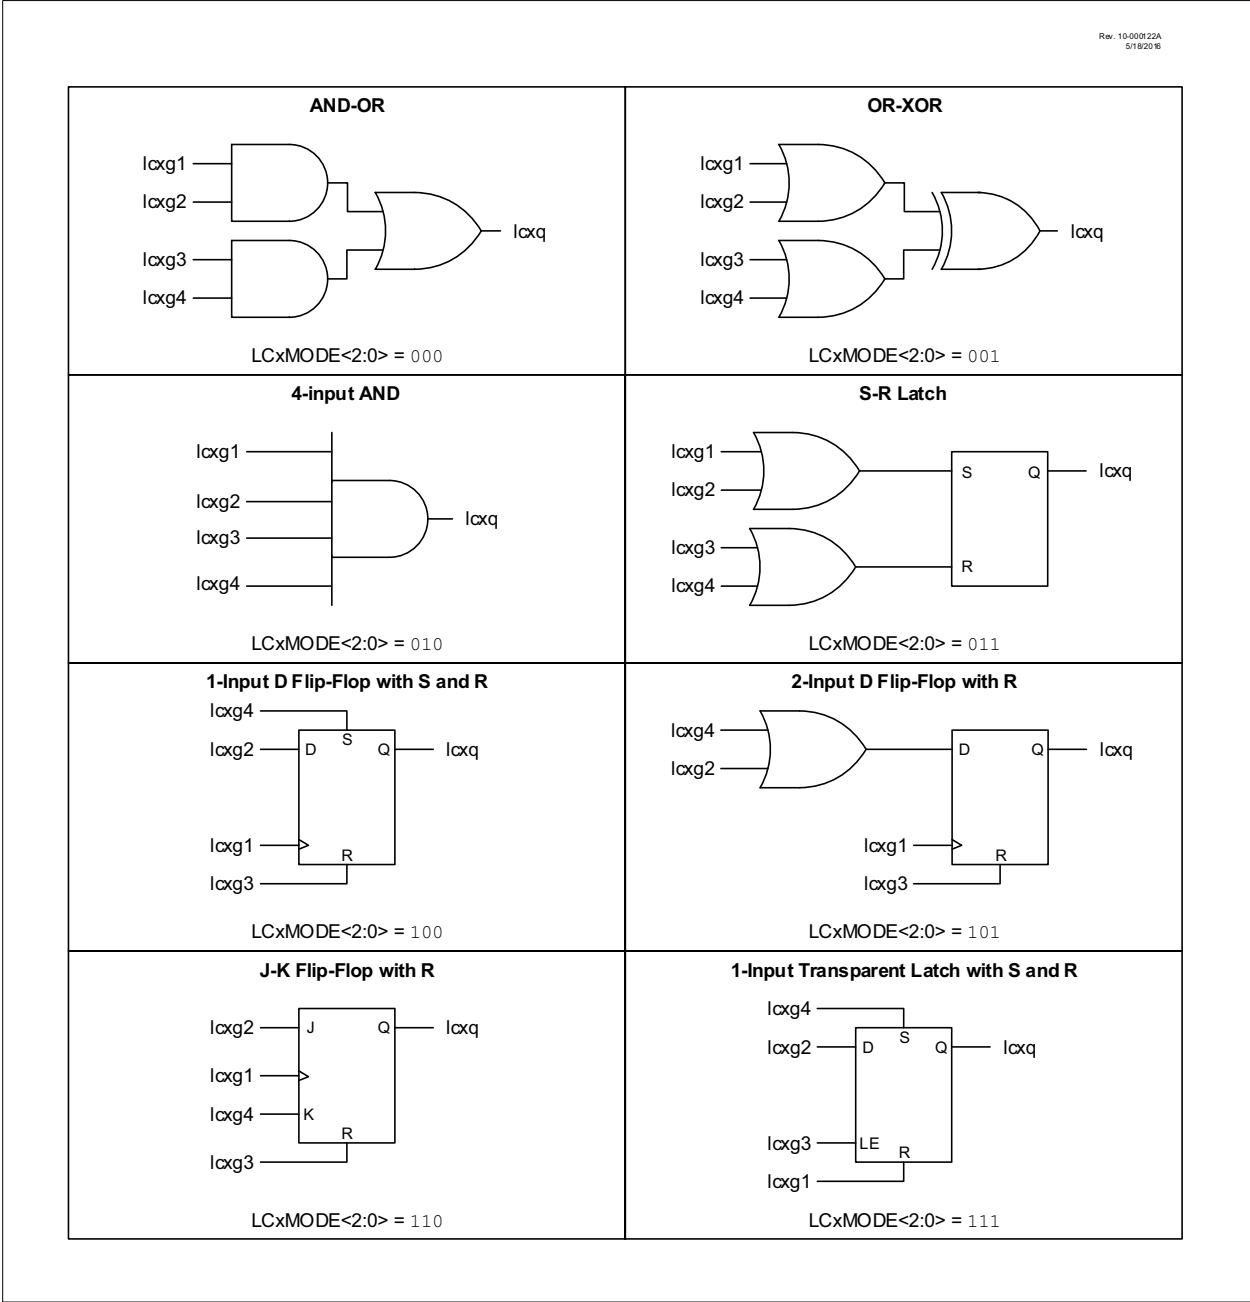 Rev. 10-000122A
5/18/2016
AND-OR
lcxg1
lcxg2
lcxg3
lcxg4
lcxq
LCxMODE<2:0> = 000
OR-XOR
lcxg1
lcxg2
lcxg3
lcxg4
lcxq
LCxMODE<2:0> = 001
4-input AND
lcxg1
lcxg2
lcxg3
lcxg4
lcxq
LCxMODE<2:0> = 010
S-R Latch
lcxg1
lcxg2
lcxg3
lcxg4
S
Q
lcxq
R
LCxMODE<2:0> = 011
1-Input D Flip-Flop with S and R
lcxg4
S
lcxg2
D
Q
lcxq
lcxg1
R
lcxg3
LCxMODE<2:0> = 100
2-Input D Flip-Flop with R
lcxg4
lcxg2
D
Q
lcxq
lcxg1
R
lcxg3
LCxMODE<2:0> = 101
J-K Flip-Flop with R
lcxg2
J
Q
lcxq
lcxg1
lcxg4
K
R
lcxg3
LCxMODE<2:0> = 110
1-Input Transparent Latch with S and R
lcxg4
S
lcxg2
D
Q
lcxq
lcxg3
LE
R
lcxg1
LCxMODE<2:0> = 111